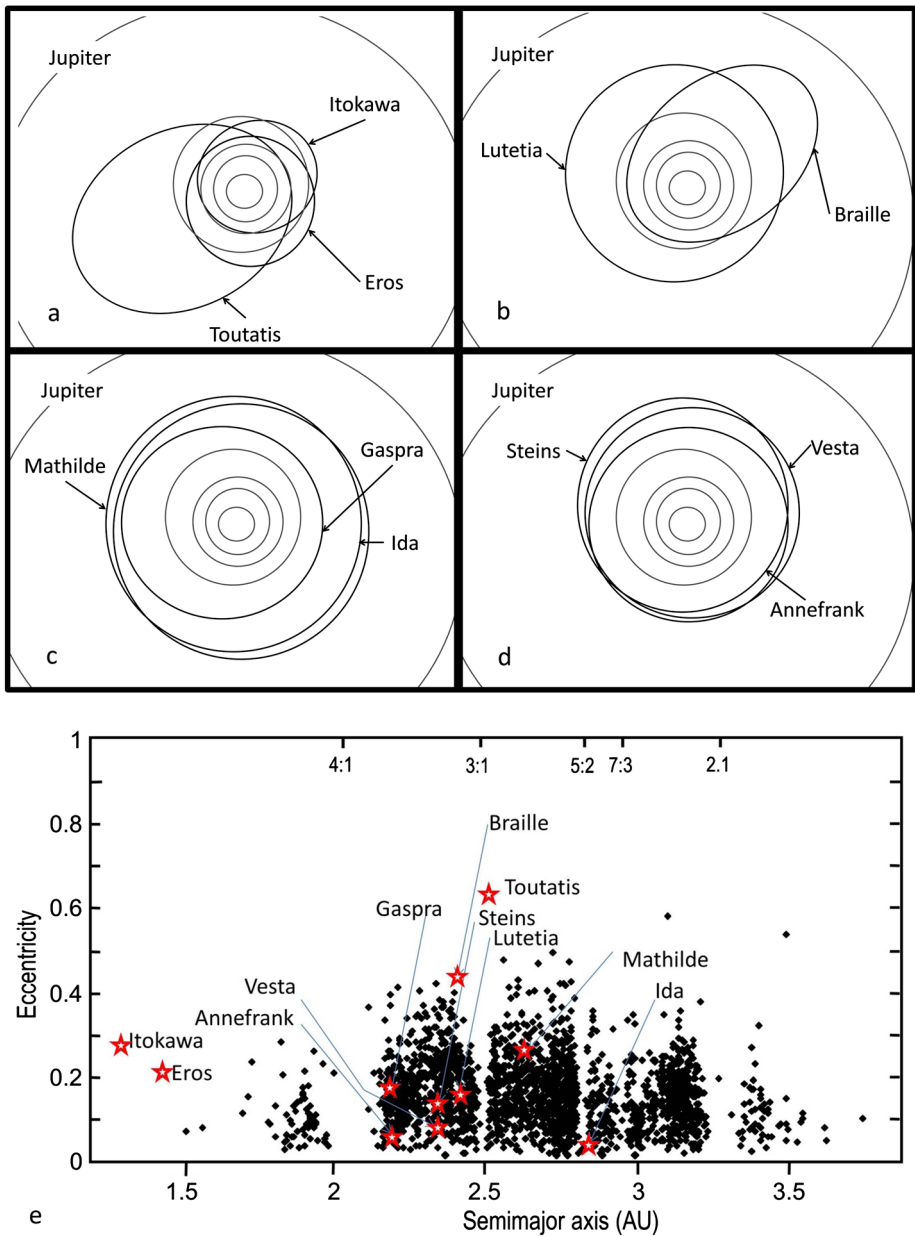 Jupiter
Itokawa
Eros
Toutatis
a
Jupiter
Lutetia
Braille
b
Jupiter
Mathilde
Gaspra
Ida
c
Jupiter
Steins
Vesta
Annefrank
d
1
4:1
3:1
5:2
7:3
2.1
0.8
Braille
Toutatis
Gaspra
Steins
0.6
Lutetia
Mathilde
Vesta
Ida
0.4
Annefrank
Itokawa
Eros
0.2
0
1.5
2
2.5
3
3.5
Eccentricity
Semimajor axis (AU)
e